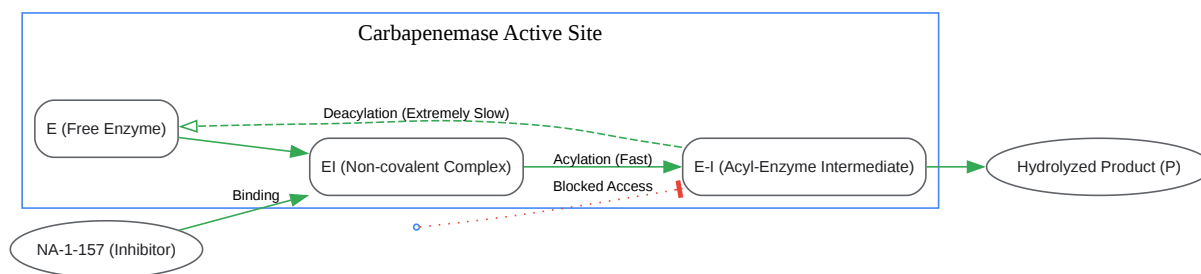 Carbapenemase Active Site
Deacylation (Extremely Slow)
E (Free Enzyme)
EI (Non-covalent Complex)
Acylation (Fast)
E-I (Acyl-Enzyme Intermediate)
Hydrolyzed Product (P)
Blocked Access
Binding
NA-1-157 (Inhibitor)